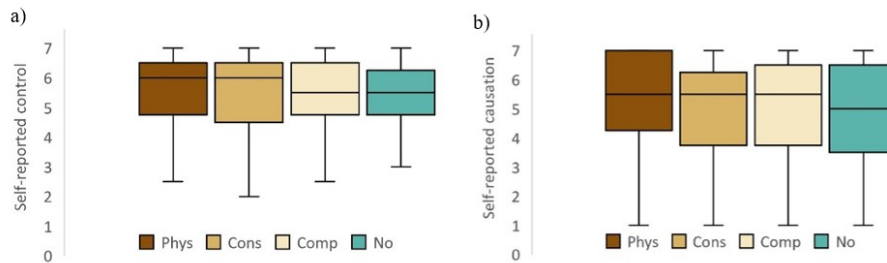 a)
Self-reported control
7
6
5
4
3
2
1
0
Phys Cons Comp No
b)
Self-reported causation
7
6
5
4
3
2
1
0
Phys Cons Comp No